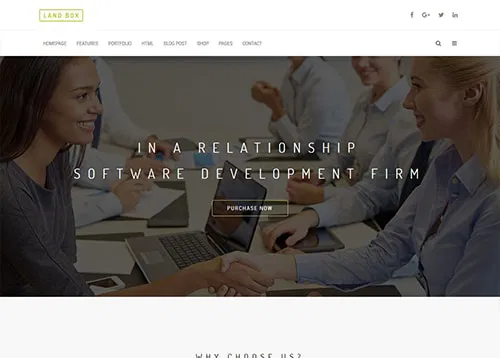 LAND BOX
HOMEPAGE FEATURES PORTFOLIO HTML BLOG POST SHOP PAGES CONTACT
IN A RELATIONSHIP
SOFTWARE DEVELOPMENT FIRM
PURCHASE NOW
WHY CHOOSE US?